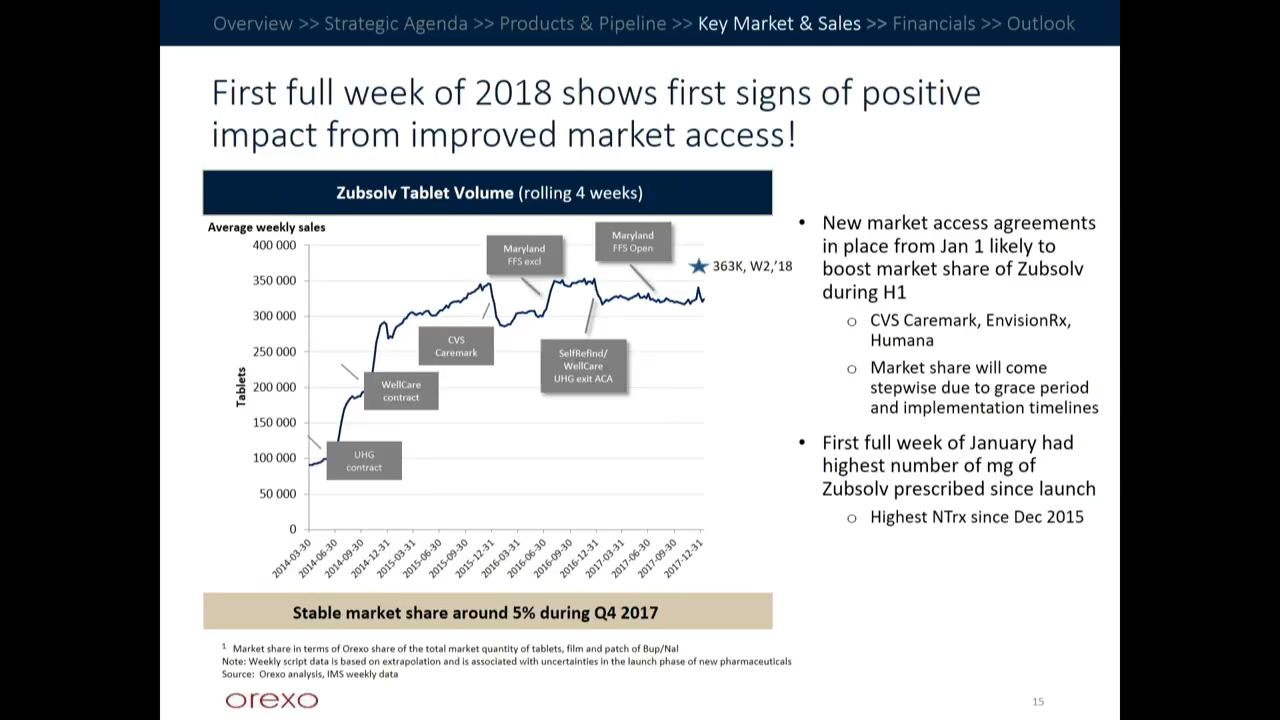 Overview >> Strategic Agenda >> Products & Pipeline >> Key Market & Sales >> Financials >> Outlook
First full week of 2018 shows first signs of positive
impact from improved market access!
Zubsolv Tablet Volume (rolling 4 weeks)
Average weekly sales
400 000
350 000
300 000
250 000
200 000
150 000
100 000
50 000
0
Tablets
UHG
contract
WellCare
contract
CVS
Caremark
Maryland
FFS excl
SelfRefind/
WellCare
UHG exit ACA
Maryland
FFS Open
363K, W2,'18
2014-03-30
2014-06-30
2014-09-30
2014-12-31
2015-03-31
2015-06-30
2015-09-30
2015-12-31
2016-03-31
2016-06-30
2016-09-30
2016-12-31
2017-03-31
2017-06-30
2017-09-30
2017-12-31
Stable market share around 5% during Q4 2017
• New market access agreements
in place from Jan 1 likely to
boost market share of Zubsolv
during H1
o CVS Caremark, EnvisionRx,
Humana
o Market share will come
stepwise due to grace period
and implementation timelines
• First full week of January had
highest number of mg of
Zubsolv prescribed since launch
o Highest NTrx since Dec 2015
1 Market share in terms of Orexo share of the total market quantity of tablets, film and patch of Bup/Nal
Note: Weekly script data is based on extrapolation and is associated with uncertainties in the launch phase of new pharmaceuticals
Source: Orexo analysis, IMS weekly data
orexo
15